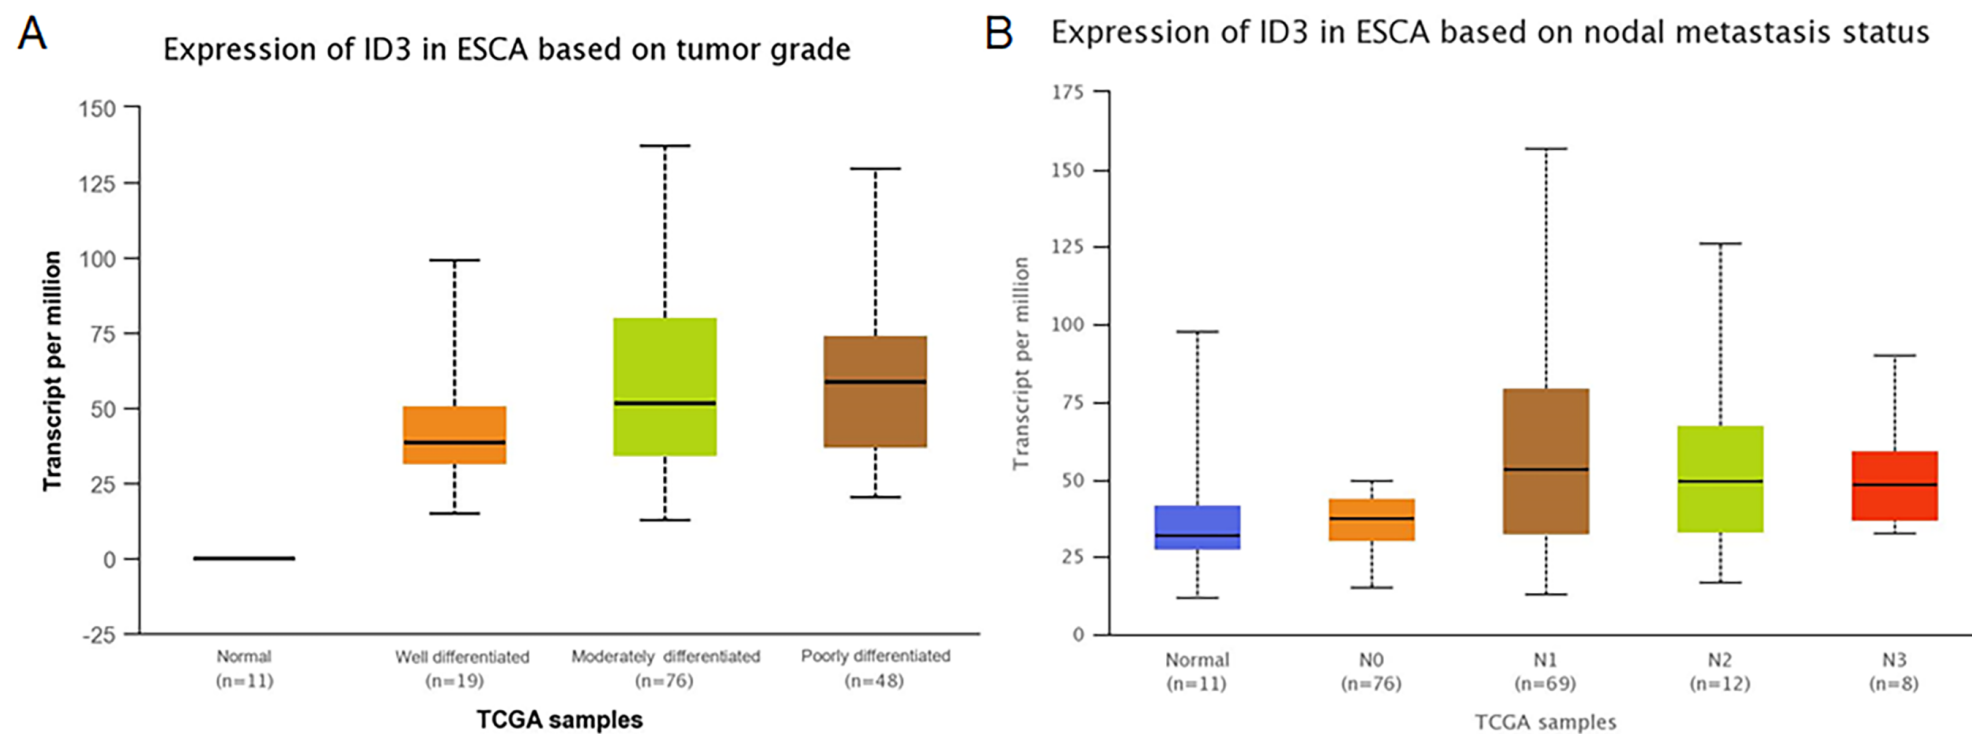 A
Expression of ID3 in ESCA based on tumor grade
150
125
100
75
50
25
0
-25
Transcript per million
Normal
(n=11)
Well differentiated
(n=19)
Moderately differentiated
(n=76)
Poorly differentiated
(n=48)
TCGA samples
B
Expression of ID3 in ESCA based on nodal metastasis status
175
150
125
100
75
50
25
0
Transcript per million
Normal
(n=11)
N0
(n=76)
N1
(n=69)
N2
(n=12)
N3
(n=8)
TCGA samples